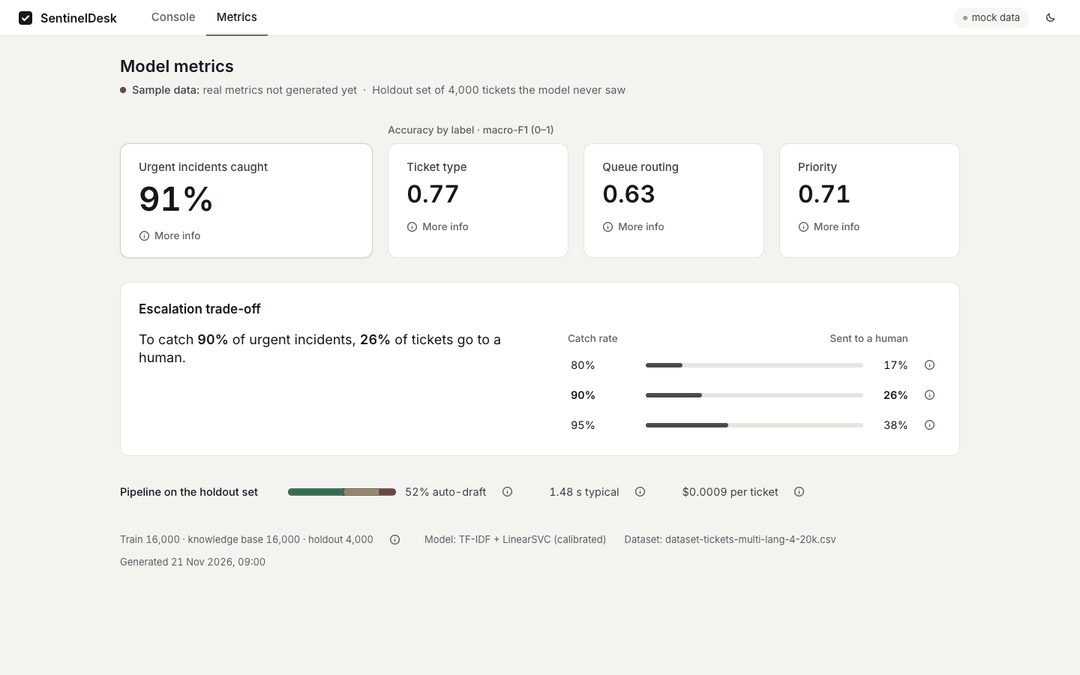 SentinelDesk
Console
Metrics
mock data
Model metrics
Sample data: real metrics not generated yet · Holdout set of 4,000 tickets the model never saw
Accuracy by label · macro-F1 (0–1)
Urgent incidents caught
91%
More info
Ticket type
0.77
More info
Queue routing
0.63
More info
Priority
0.71
More info
Escalation trade-off
To catch 90% of urgent incidents, 26% of tickets go to a
human.
Catch rate
Sent to a human
80%
17%
90%
26%
95%
38%
Pipeline on the holdout set
52% auto-draft
1.48 s typical
$0.0009 per ticket
Train 16,000 · knowledge base 16,000 · holdout 4,000
Model: TF-IDF + LinearSVC (calibrated)
Dataset: dataset-tickets-multi-lang-4-20k.csv
Generated 21 Nov 2026, 09:00